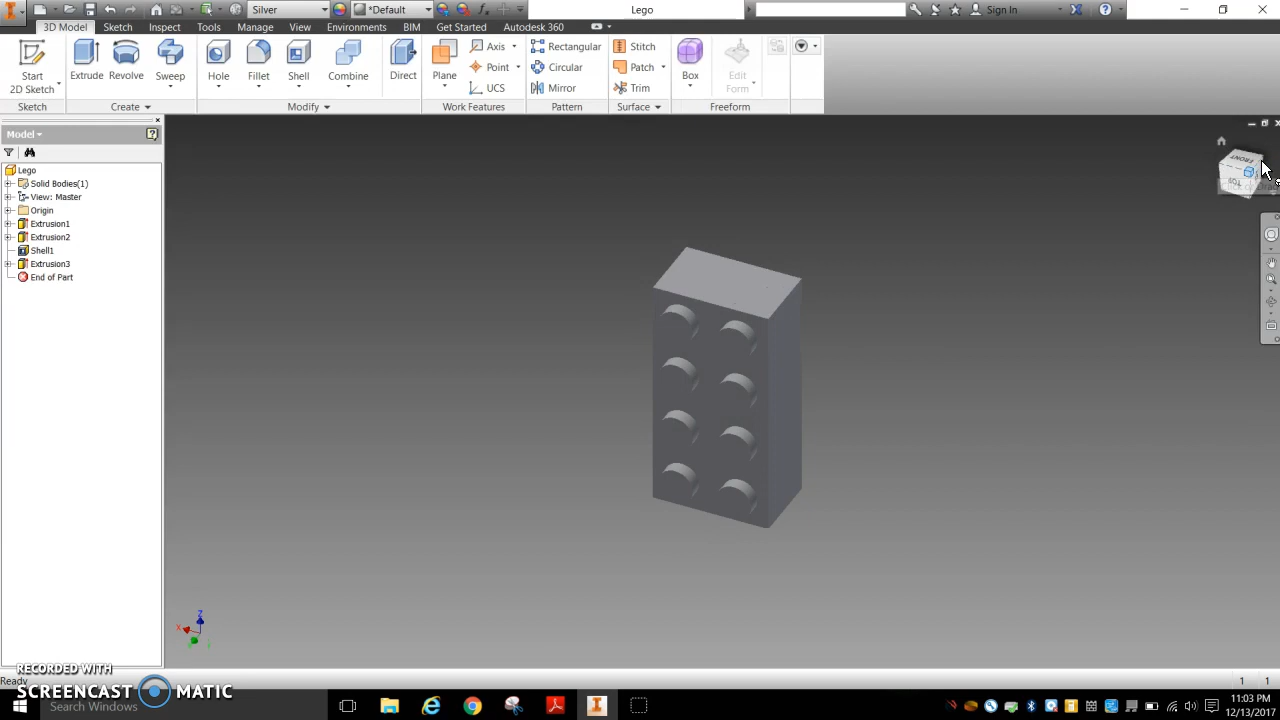 Silver
*Default
Lego
Sign In
3D Model
Sketch
Inspect
Tools
Manage
View
Environments
BIM
Get Started
Autodesk 360
Start
2D Sketch
Extrude
Revolve
Sweep
Hole
Fillet
Shell
Combine
Direct
Plane
Axis
Point
UCS
Rectangular
Circular
Mirror
Stitch
Patch
Trim
Box
Edit
Form
Sketch
Create
Modify
Work Features
Pattern
Surface
Freeform
Model
Lego
Solid Bodies(1)
View: Master
Origin
Extrusion1
Extrusion2
Shell1
Extrusion3
End of Part
FRONT
TOP
Z
X
RECORDED WITH
Ready
1 1
SCREENCAST MATIC
Search Windows
11:03 PM
12/13/2017